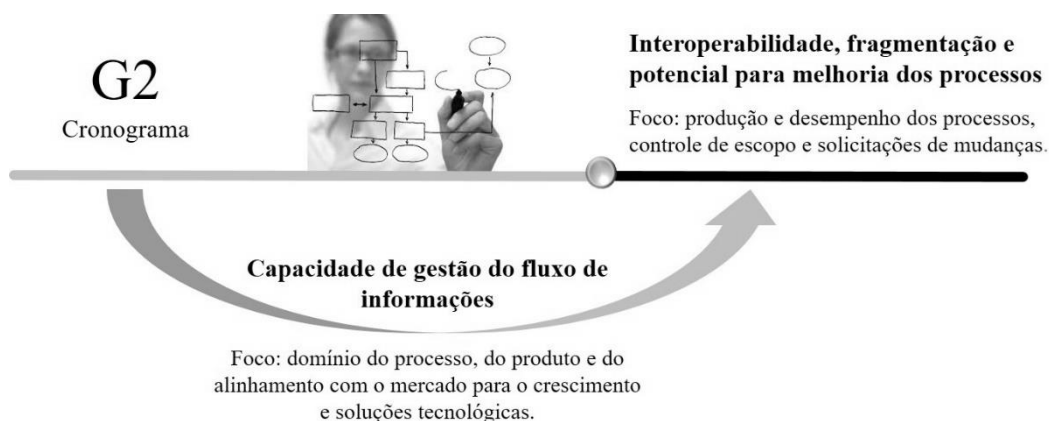 G2
Cronograma
Interoperabilidade, fragmentação e
potencial para melhoria dos processos
Foco: produção e desempenho dos processos,
controle de escopo e solicitações de mudanças.
Capacidade de gestão do fluxo de
informações
Foco: domínio do processo, do produto e do
alinhamento com o mercado para o crescimento
e soluções tecnológicas.